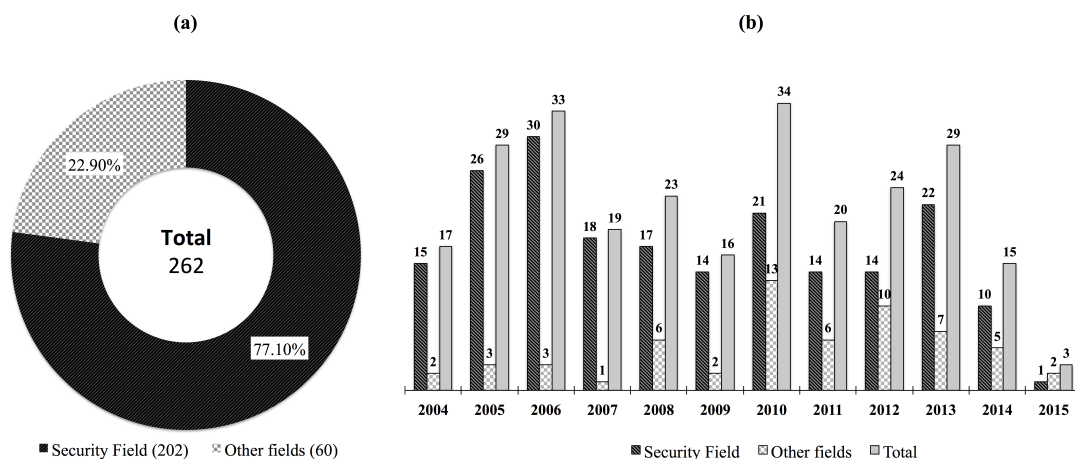 (a)
22.90%
Total
262
77.10%
Security Field (202) Other fields (60)
(b)
15 2 17
26 3 29
30 3 33
18 1 19
17 6 23
14 2 16
21 13 34
14 6 20
14 10 24
22 7 29
10 5 15
1 2 3
2004 2005 2006 2007 2008 2009 2010 2011 2012 2013 2014 2015
Security Field Other fields Total